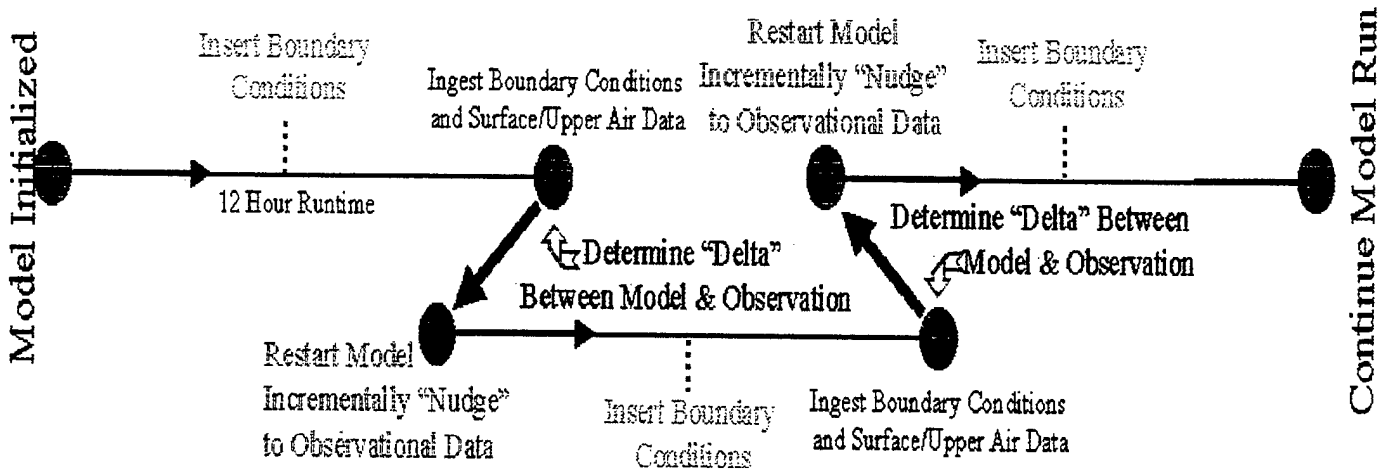 Model Initialized
Insert Boundary
Conditions
12 Hour Runtime
Ingest Boundary Conditions
and Surface/Upper Air Data
Determine “Delta”
Between Model & Observation
Restart Model
Incrementally “Nudge”
to Observational Data
Insert Boundary
Conditions
Ingest Boundary Conditions
and Surface/Upper Air Data
Determine “Delta” Between
Model & Observation
Restart Model
Incrementally “Nudge”
to Observational Data
Insert Boundary
Conditions
Continue Model Run